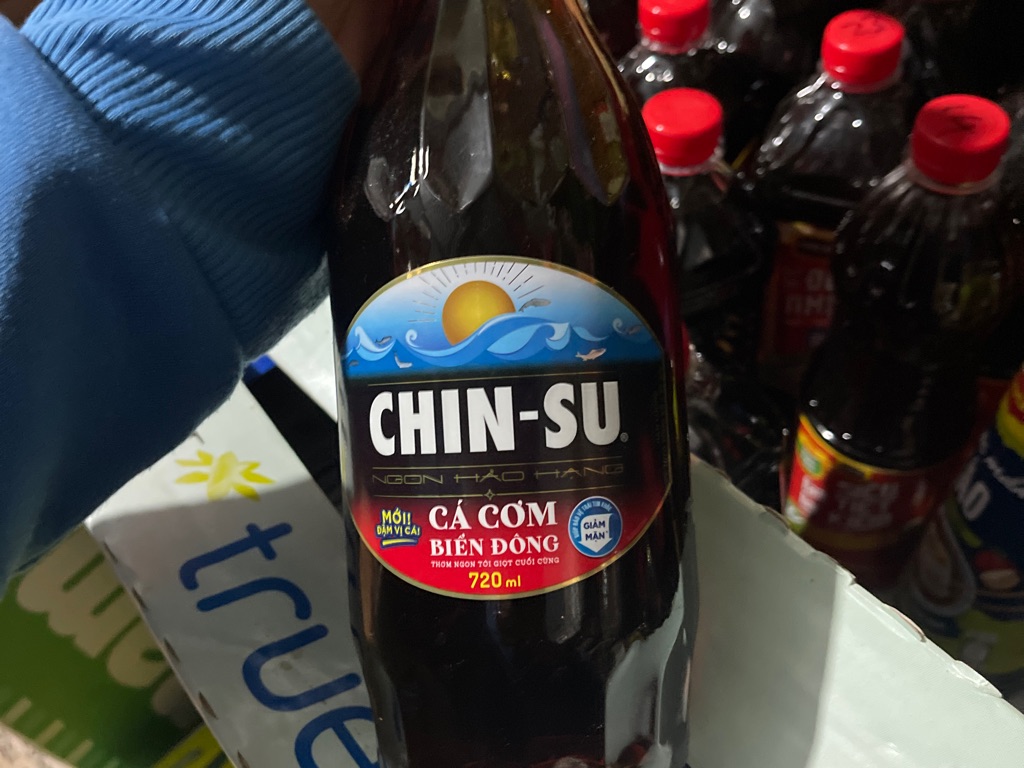 CHIN-SU®
NGON HẢO HẠNG
MỚI!!
ĐẬM VỊ CÁ!
CÁ CƠM
BIỂN ĐÔNG
THƠM NGON TỚI GIỌT CUỐI CÙNG
720 ml
GIẢM
MẶN
true